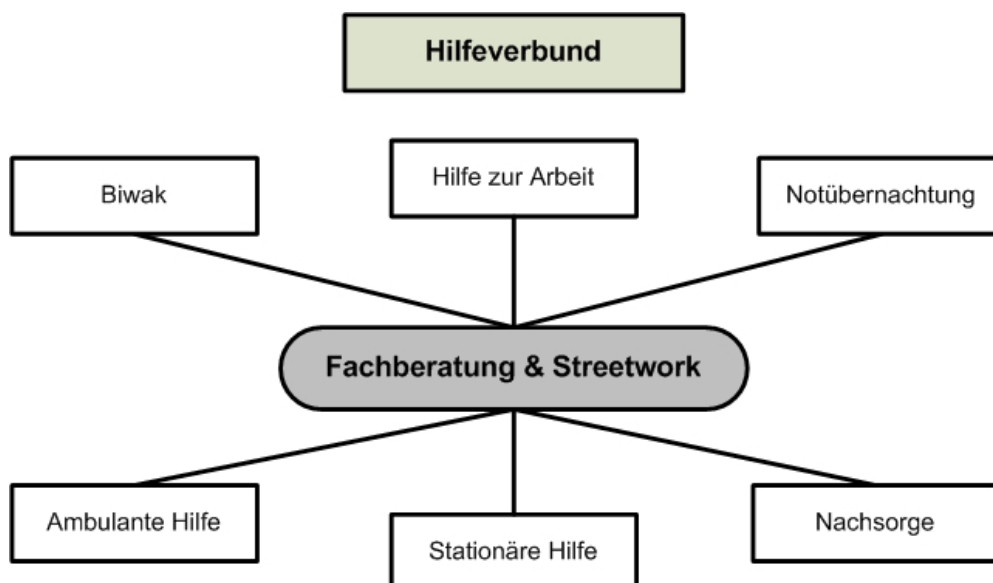 Hilfeverbund
Biwak
Hilfe zur Arbeit
Notübernachtung
Fachberatung & Streetwork
Ambulante Hilfe
Stationäre Hilfe
Nachsorge